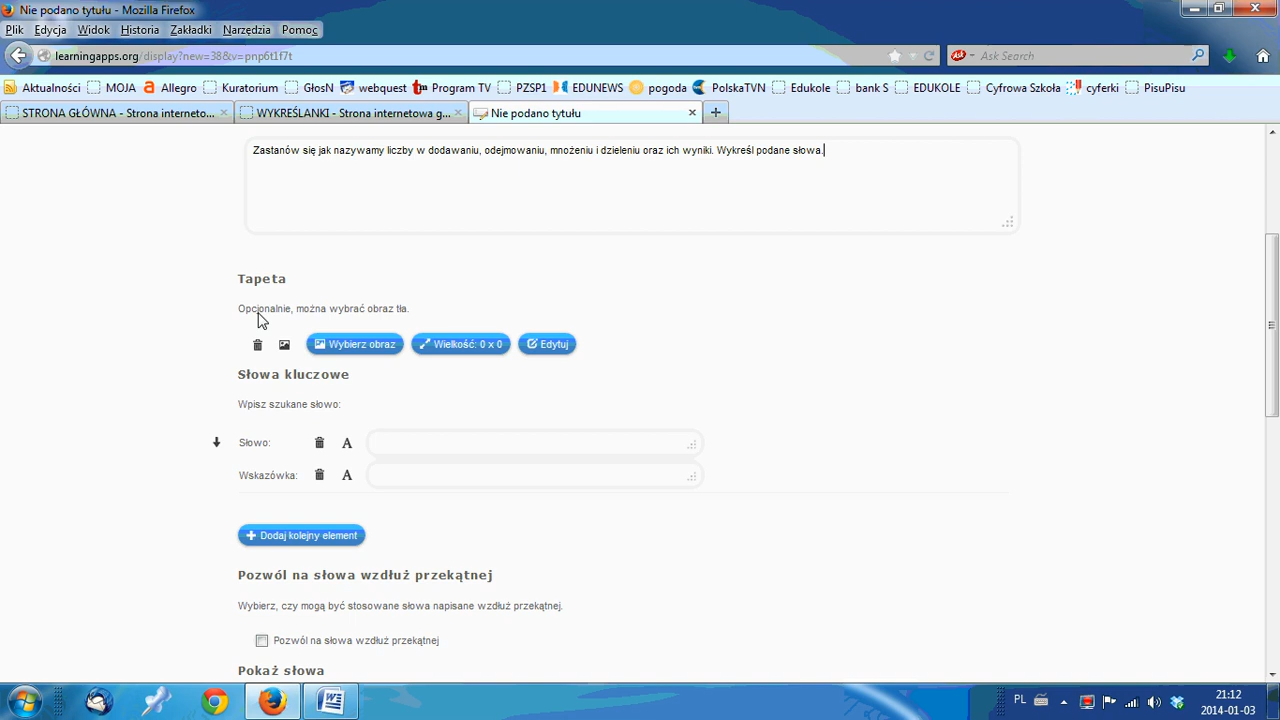 Nie podano tytułu - Mozilla Firefox
Plik Edycja Widok Historia Zakładki Narzędzia Pomoc
learningapps.org/display?new=38&v=pnp6t1f7t
Ask Search
Aktualności MOJA Allegro Kuratorium GłosN webquest Program TV PZSP1 EDUNEWS pogoda PolskaTVN Edukole bank S EDUKOLE Cyfrowa Szkoła cyferki PisuPisu
STRONA GŁÓWNA - Strona interneto... WYKREŚLANKI - Strona internetowa g... Nie podano tytułu
Zastanów się jak nazywamy liczby w dodawaniu, odejmowaniu, mnożeniu i dzieleniu oraz ich wyniki. Wykreśl podane słowa.
Tapeta
Opcjonalnie, można wybrać obraz tła.
Wybierz obraz Wielkość: 0 x 0 Edytuj
Słowa kluczowe
Wpisz szukane słowo:
Słowo: A
Wskazówka: A
Dodaj kolejny element
Pozwól na słowa wzdłuż przekątnej
Wybierz, czy mogą być stosowane słowa napisane wzdłuż przekątnej.
Pozwól na słowa wzdłuż przekątnej
Pokaż słowa
PL 21:12
2014-01-03